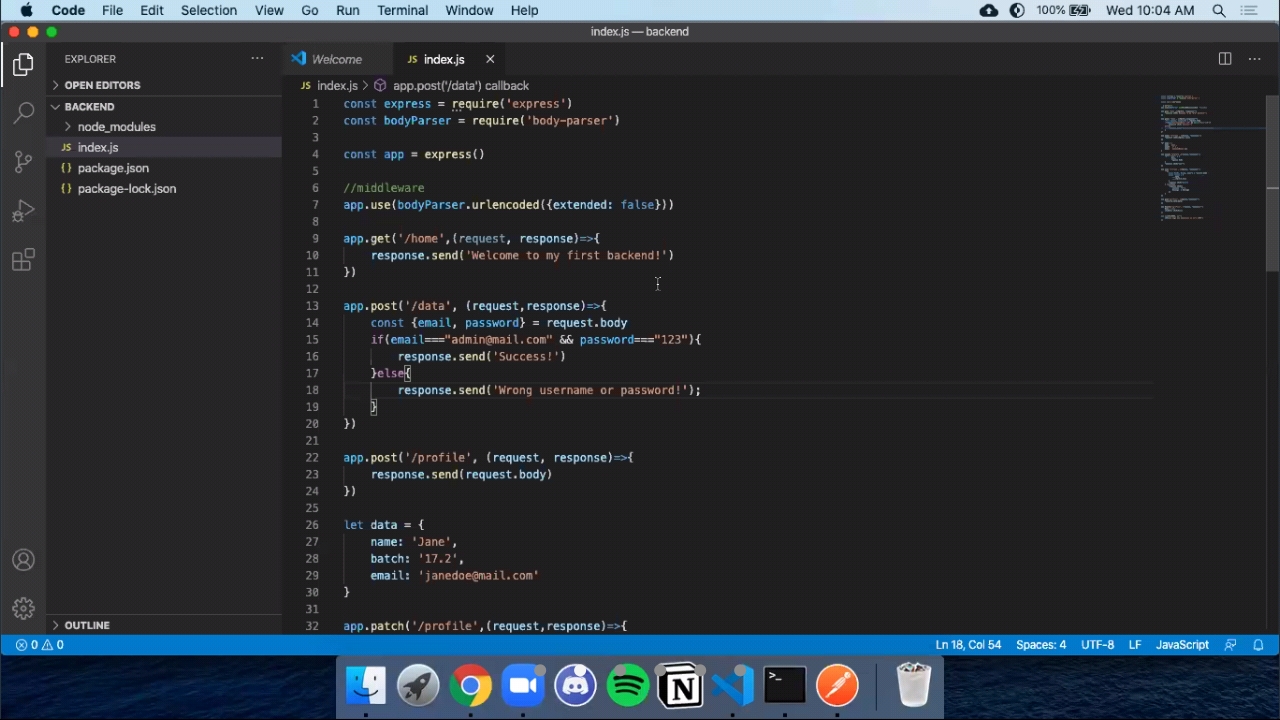 Code File Edit Selection View Go Run Terminal Window Help 100% Wed 10:04 AM
index.js — backend
EXPLORER ··· Welcome JS index.js
OPEN EDITORS
JS index.js > app.post('/data') callback
BACKEND
node_modules
JS index.js
{} package.json
{} package-lock.json
1 const express = require('express')
2 const bodyParser = require('body-parser')
3
4 const app = express()
5
6 //middleware
7 app.use(bodyParser.urlencoded({extended: false}))
8
9 app.get('/home',(request, response)=>{
10 response.send('Welcome to my first backend!')
11 })
12
13 app.post('/data', (request,response)=>{
14 const {email, password} = request.body
15 if(email==="admin@mail.com" && password==="123"){
16 response.send('Success!')
17 }else{
18 response.send('Wrong username or password!');
19 }
20 })
21
22 app.post('/profile', (request, response)=>{
23 response.send(request.body)
24 })
25
26 let data = {
27 name: 'Jane',
28 batch: '17.2',
29 email: 'janedoe@mail.com'
30 }
31
32 app.patch('/profile',(request,response)=>{
OUTLINE
0 0 Ln 18, Col 54 Spaces: 4 UTF-8 LF JavaScript